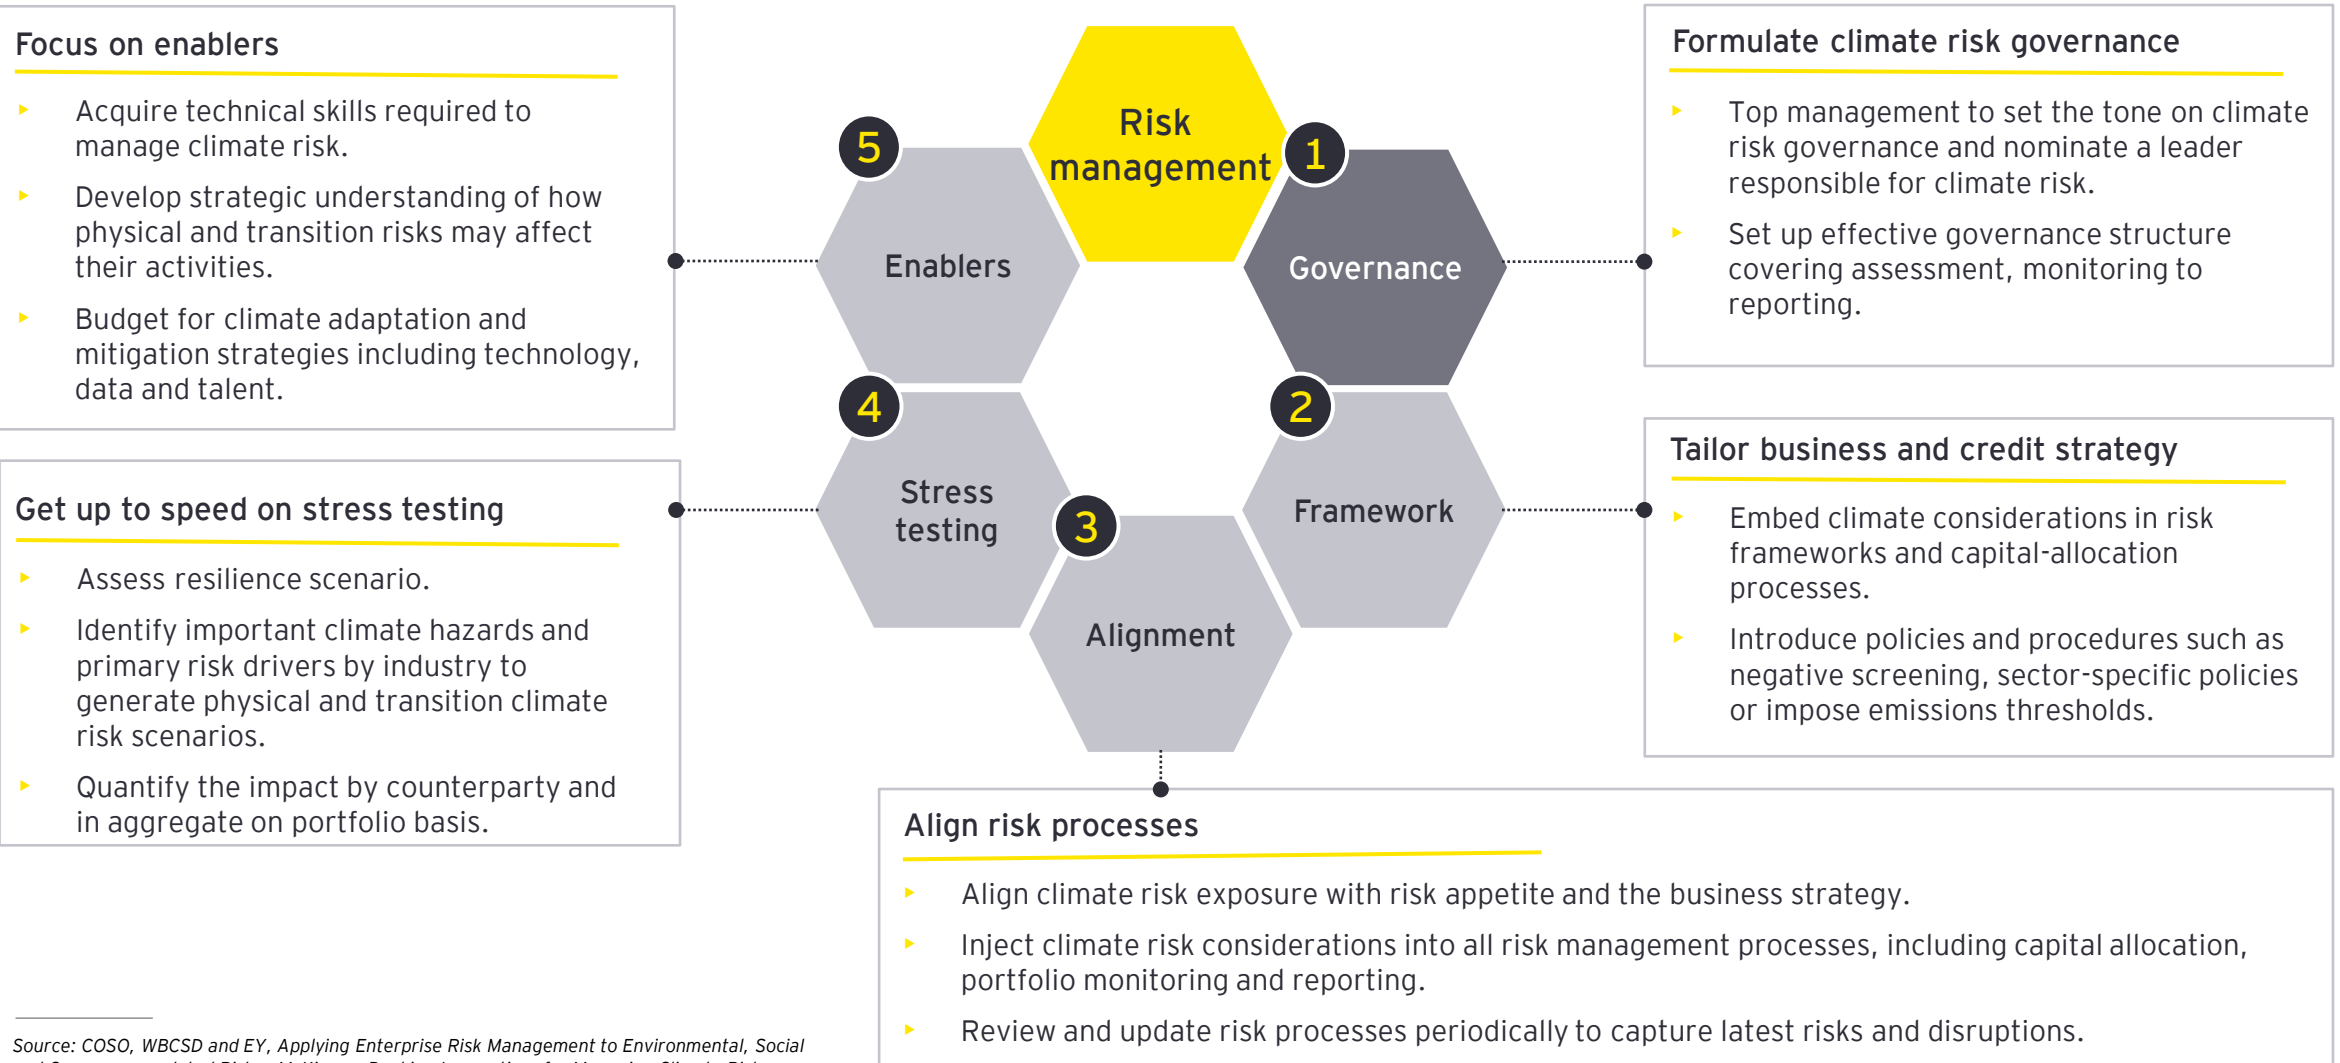 Focus on enablers
▸ Acquire technical skills required to
manage climate risk.
▸ Develop strategic understanding of how
physical and transition risks may affect
their activities.
▸ Budget for climate adaptation and
mitigation strategies including technology,
data and talent.
Get up to speed on stress testing
▸ Assess resilience scenario.
▸ Identify important climate hazards and
primary risk drivers by industry to
generate physical and transition climate
risk scenarios.
▸ Quantify the impact by counterparty and
in aggregate on portfolio basis.
Risk
management
1
Governance
2
Framework
3
Alignment
4
Stress
testing
5
Enablers
Formulate climate risk governance
▸ Top management to set the tone on climate
risk governance and nominate a leader
responsible for climate risk.
▸ Set up effective governance structure
covering assessment, monitoring to
reporting.
Tailor business and credit strategy
▸ Embed climate considerations in risk
frameworks and capital-allocation
processes.
▸ Introduce policies and procedures such as
negative screening, sector-specific policies
or impose emissions thresholds.
Align risk processes
▸ Align climate risk exposure with risk appetite and the business strategy.
▸ Inject climate risk considerations into all risk management processes, including capital allocation,
portfolio monitoring and reporting.
▸ Review and update risk processes periodically to capture latest risks and disruptions.
Source: COSO, WBCSD and EY, Applying Enterprise Risk Management to Environmental, Social